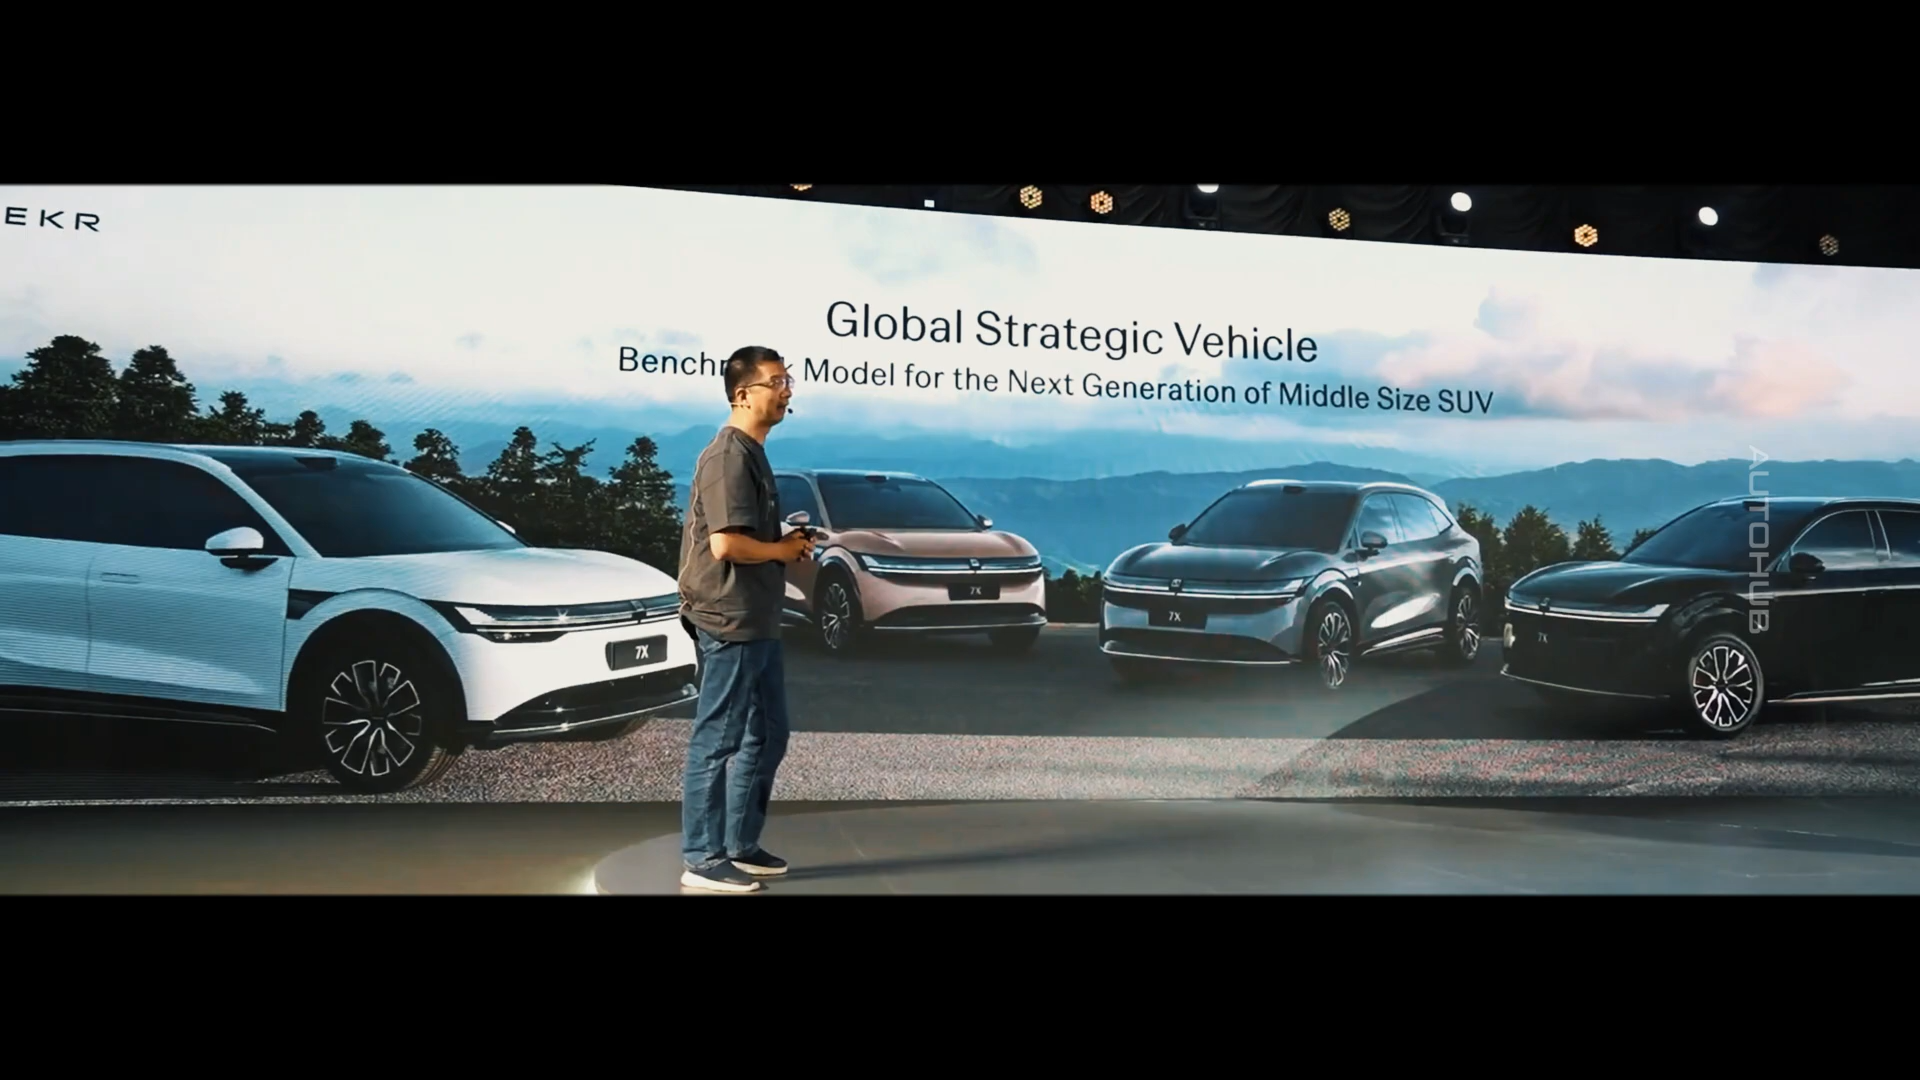 EKR
Global Strategic Vehicle
Benchm k Model for the Next Generation of Middle Size SUV
7X
7X
7X
7X
AUTOHUB